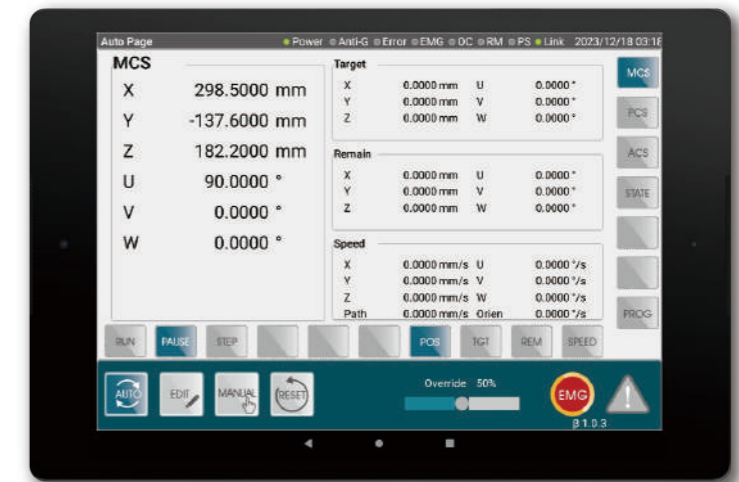 Auto Page Power Anti-G Error EMG OC RM PS Link 2023/12/18 03:18
MCS
X 298.5000 mm
Y -137.6000 mm
Z 182.2000 mm
U 90.0000 °
V 0.0000 °
W 0.0000 °
Target
X 0.0000 mm U 0.0000 °
Y 0.0000 mm V 0.0000 °
Z 0.0000 mm W 0.0000 °
Remain
X 0.0000 mm U 0.0000 °
Y 0.0000 mm V 0.0000 °
Z 0.0000 mm W 0.0000 °
Speed
X 0.0000 mm/s U 0.0000 °/s
Y 0.0000 mm/s V 0.0000 °/s
Z 0.0000 mm/s W 0.0000 °/s
Path 0.0000 mm/s Orien 0.0000 °/s
MCS
PCS
ACS
STATE
PROG
RUN PAUSE STEP POS TGT REM SPEED
AUTO EDIT MANUAL RESET
Override 50%
EMG
β 1.0.3